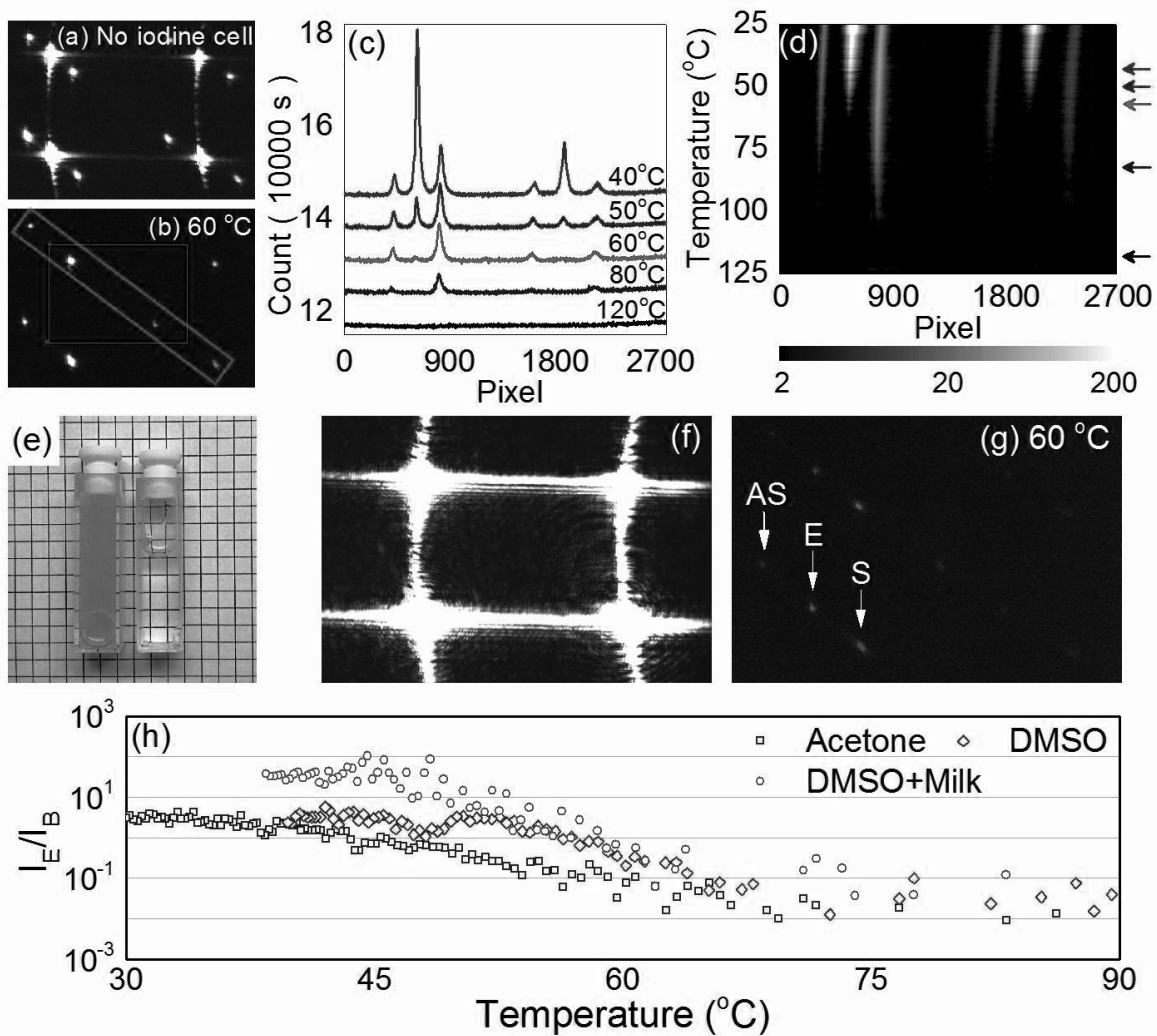 (a) No iodine cell
(b) 60 °C
(c)
Count ( 10000 s )
18
16
14
12
40°C
50°C
60°C
80°C
120°C
0 900 1800 2700
Pixel
(d)
Temperature (°C)
25
50
75
100
125
0 900 1800 2700
Pixel
2 20 200
(e)
(f)
(g) 60 °C
AS
E
S
(h)
I_E/I_B
10³
10¹
10⁻¹
10⁻³
Acetone
DMSO
DMSO+Milk
30 45 60 75 90
Temperature (°C)